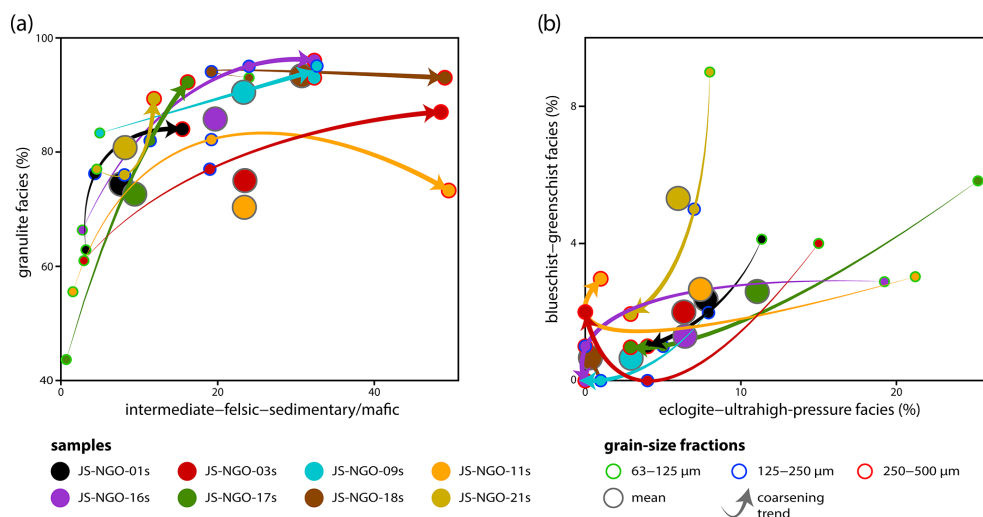 (a)
(b)
100
80
60
40
granulite facies (%)
0
20
40
intermediate–felsic–sedimentary/mafic
8
4
0
blueschist–greenschist facies (%)
0
10
20
eclogite–ultrahigh-pressure facies (%)
samples
JS-NGO-01s JS-NGO-03s JS-NGO-09s JS-NGO-11s
JS-NGO-16s JS-NGO-17s JS-NGO-18s JS-NGO-21s
grain-size fractions
63–125 μm 125–250 μm 250–500 μm
mean coarsening
trend